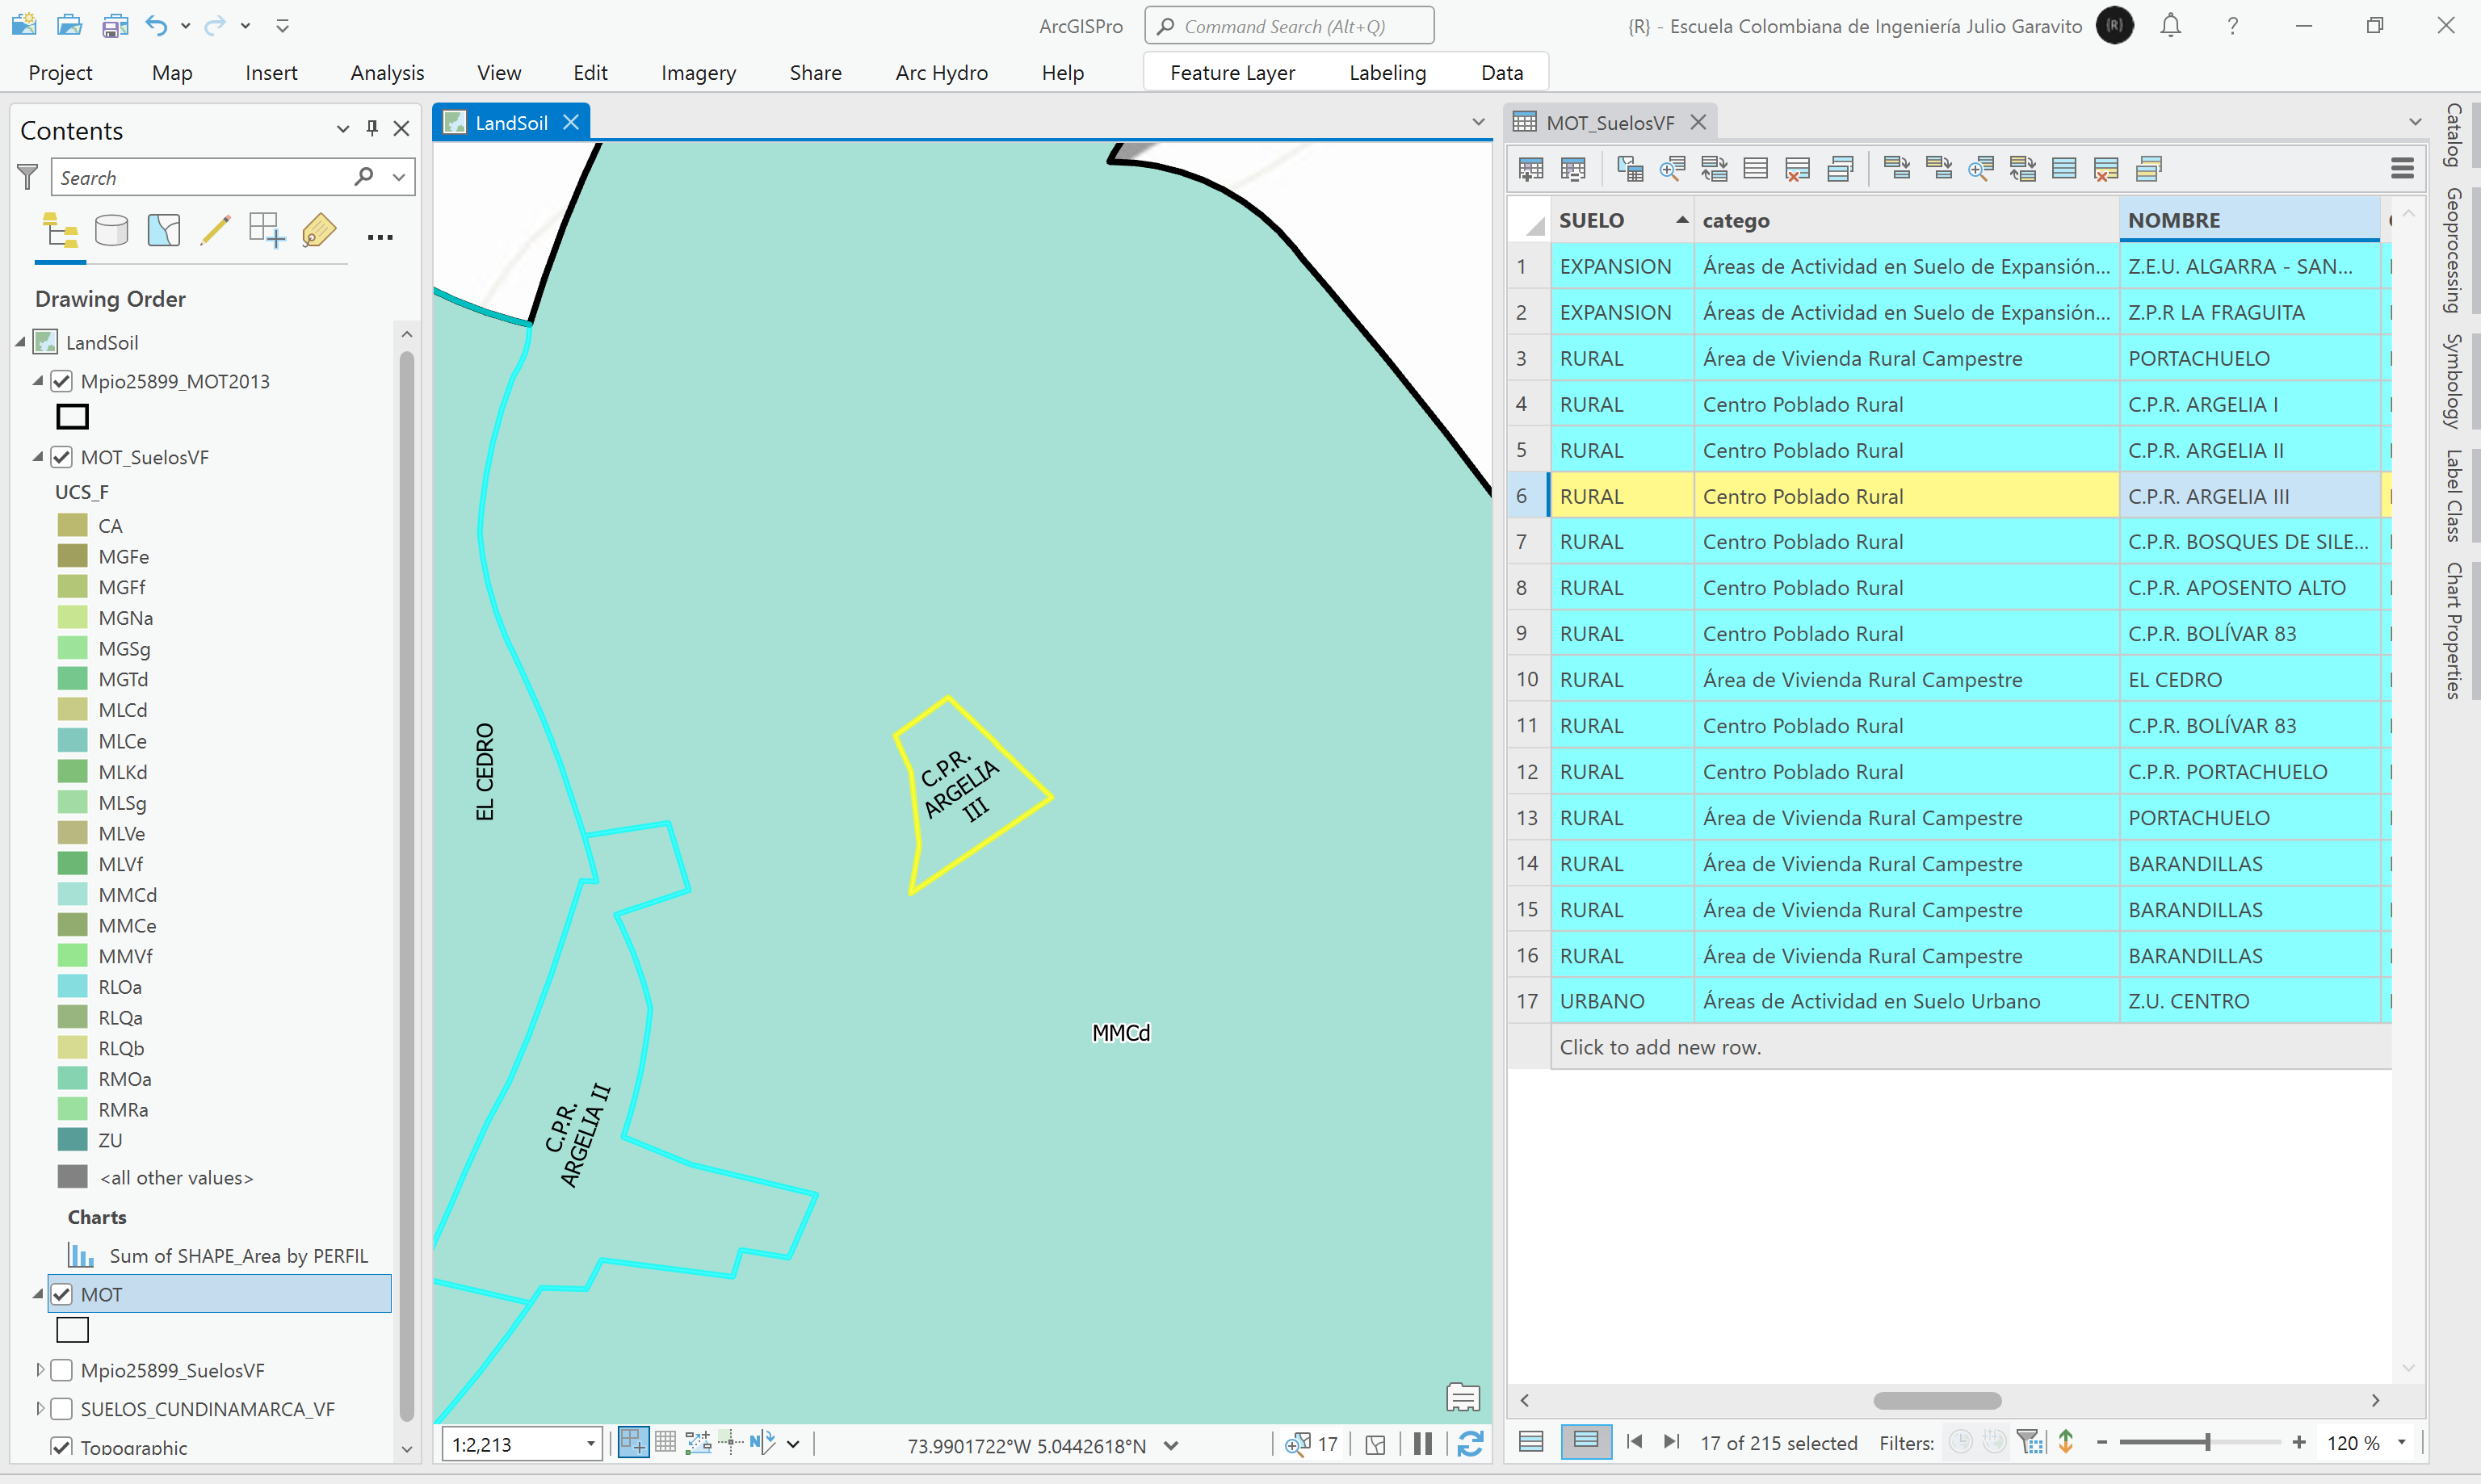 ArcGISPro
Command Search (Alt+Q)
{R} - Escuela Colombiana de Ingeniería Julio Garavito
{R}
Project Map Insert Analysis View Edit Imagery Share Arc Hydro Help Feature Layer Labeling Data
Contents
Search
Drawing Order
LandSoil
Mpio25899_MOT2013
MOT_SuelosVF
UCS_F
CA
MGFe
MGFf
MGNa
MGSg
MGTd
MLCd
MLCe
MLKd
MLSg
MLVe
MLVf
MMCd
MMCe
MMVf
RLOa
RLQa
RLQb
RMOa
RMRa
ZU
<all other values>
Charts
Sum of SHAPE_Area by PERFIL
MOT
Mpio25899_SuelosVF
SUELOS_CUNDINAMARCA_VF
Topographic
LandSoil
EL CEDRO
C.P.R.
ARGELIA
III
C.P.R.
ARGELIA II
MMCd
1:2,213
73.9901722°W 5.0442618°N
17
MOT_SuelosVF
SUELO catego NOMBRE
1 EXPANSION Áreas de Actividad en Suelo de Expansión... Z.E.U. ALGARRA - SAN...
2 EXPANSION Áreas de Actividad en Suelo de Expansión... Z.P.R LA FRAGUITA
3 RURAL Área de Vivienda Rural Campestre PORTACHUELO
4 RURAL Centro Poblado Rural C.P.R. ARGELIA I
5 RURAL Centro Poblado Rural C.P.R. ARGELIA II
6 RURAL Centro Poblado Rural C.P.R. ARGELIA III
7 RURAL Centro Poblado Rural C.P.R. BOSQUES DE SILE...
8 RURAL Centro Poblado Rural C.P.R. APOSENTO ALTO
9 RURAL Centro Poblado Rural C.P.R. BOLÍVAR 83
10 RURAL Área de Vivienda Rural Campestre EL CEDRO
11 RURAL Centro Poblado Rural C.P.R. BOLÍVAR 83
12 RURAL Centro Poblado Rural C.P.R. PORTACHUELO
13 RURAL Área de Vivienda Rural Campestre PORTACHUELO
14 RURAL Área de Vivienda Rural Campestre BARANDILLAS
15 RURAL Área de Vivienda Rural Campestre BARANDILLAS
16 RURAL Área de Vivienda Rural Campestre BARANDILLAS
17 URBANO Áreas de Actividad en Suelo Urbano Z.U. CENTRO
Click to add new row.
17 of 215 selected
Filters:
120 %
Catalog
Geoprocessing
Symbology
Label Class
Chart Properties